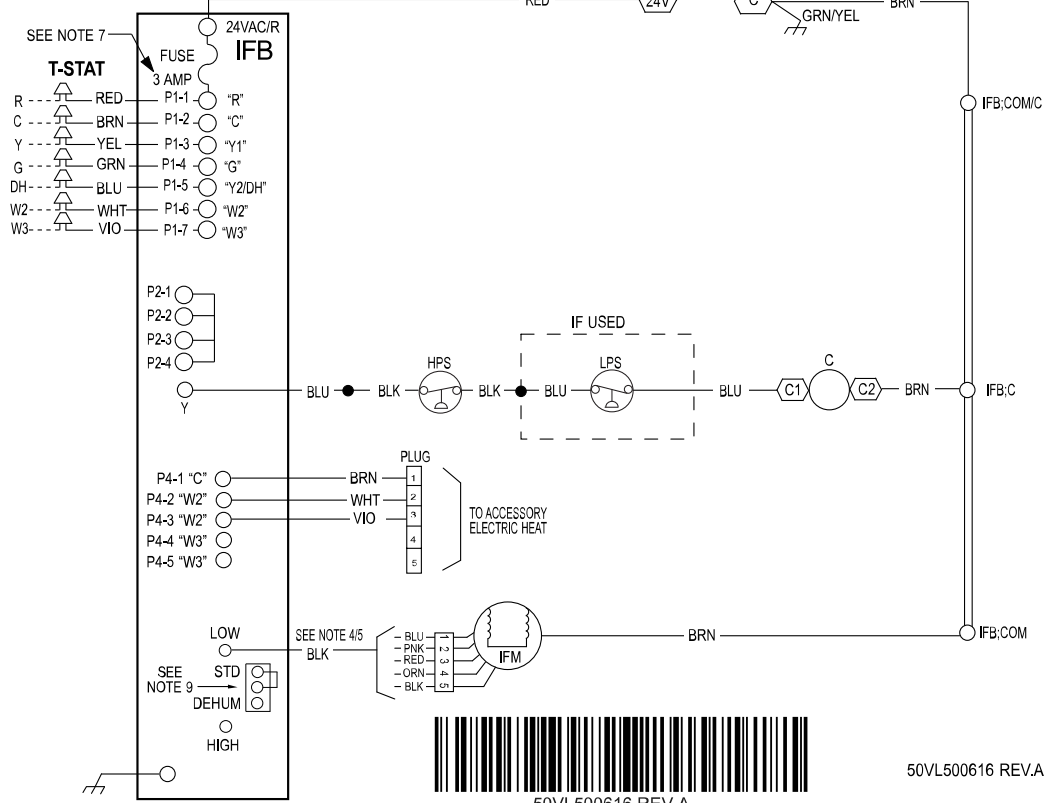 RED
24V
C
BRN
GRN/YEL
24VAC/R
SEE NOTE 7
FUSE
IFB
T-STAT
3 AMP
R RED P1-1 "R"
C BRN P1-2 "C"
Y YEL P1-3 "Y1"
G GRN P1-4 "G"
DH BLU P1-5 "Y2/DH"
W2 WHT P1-6 "W2"
W3 VIO P1-7 "W3"
IFB;COM/C
P2-1
P2-2
P2-3
P2-4
Y
IF USED
HPS
LPS
C
BLU BLK BLK BLU BLU C1 C2 BRN IFB;C
PLUG
P4-1 "C" BRN 1
P4-2 "W2" WHT 2
P4-3 "W2" VIO 3
P4-4 "W3" 4
P4-5 "W3" 5
TO ACCESSORY
ELECTRIC HEAT
LOW
SEE NOTE 4/5
BLK
BLU 1
PNK 2
RED 3
ORN 4
BLK 5
IFM
BRN
IFB;COM
SEE
NOTE 9
STD
DEHUM
HIGH
50VL500616 REV.A
50VL500616 REV.A